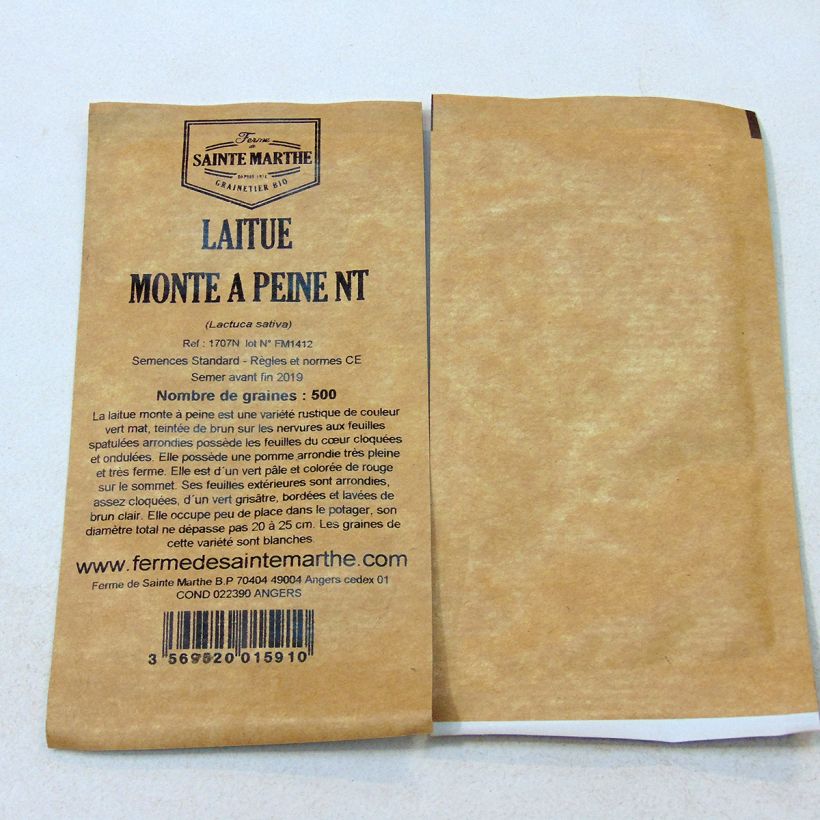 Ferme
de
SAINTE MARTHE
DEPUIS 1974
GRAINETIER BIO
LAITUE
MONTE A PEINE NT
(Lactuca sativa)
Ref : 1707N lot N° FM1412
Semences Standard - Règles et normes CE
Semer avant fin 2019
Nombre de graines : 500
La laitue monte à peine est une variété rustique de couleur
vert mat, teintée de brun sur les nervures aux feuilles
spatulées arrondies possède les feuilles du cœur cloquées
et ondulées. Elle possède une pomme arrondie très pleine
et très ferme. Elle est d´un vert pâle et colorée de rouge
sur le sommet. Ses feuilles extérieures sont arrondies,
assez cloquées, d´un vert grisâtre, bordées et lavées de
brun clair. Elle occupe peu de place dans le potager, son
diamètre total ne dépasse pas 20 à 25 cm. Les graines de
cette variété sont blanches.
www.fermedesaintemarthe.com
Ferme de Sainte Marthe B.P 70404 49004 Angers cedex 01
COND 022390 ANGERS
3 569520 015910